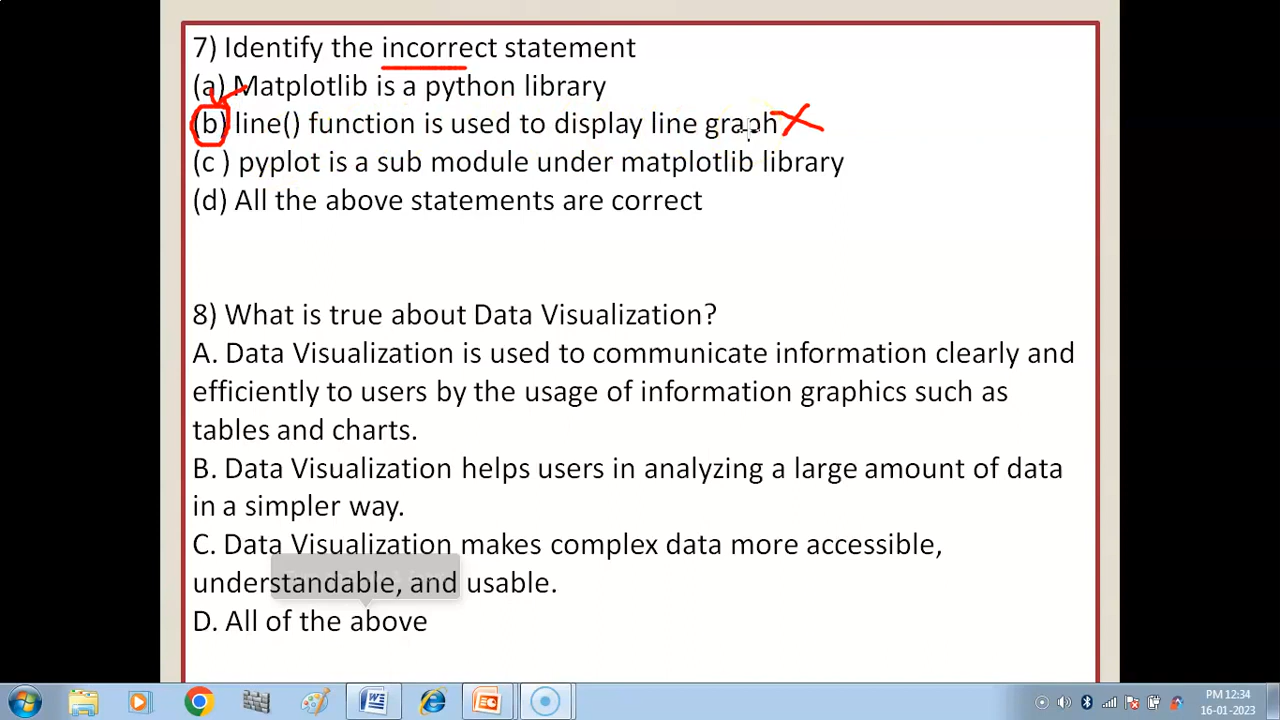 7) Identify the incorrect statement
(a) Matplotlib is a python library
(b) line() function is used to display line graph
(c ) pyplot is a sub module under matplotlib library
(d) All the above statements are correct
8) What is true about Data Visualization?
A. Data Visualization is used to communicate information clearly and
efficiently to users by the usage of information graphics such as
tables and charts.
B. Data Visualization helps users in analyzing a large amount of data
in a simpler way.
C. Data Visualization makes complex data more accessible,
understandable, and usable.
D. All of the above
PM 12:34
16-01-2023